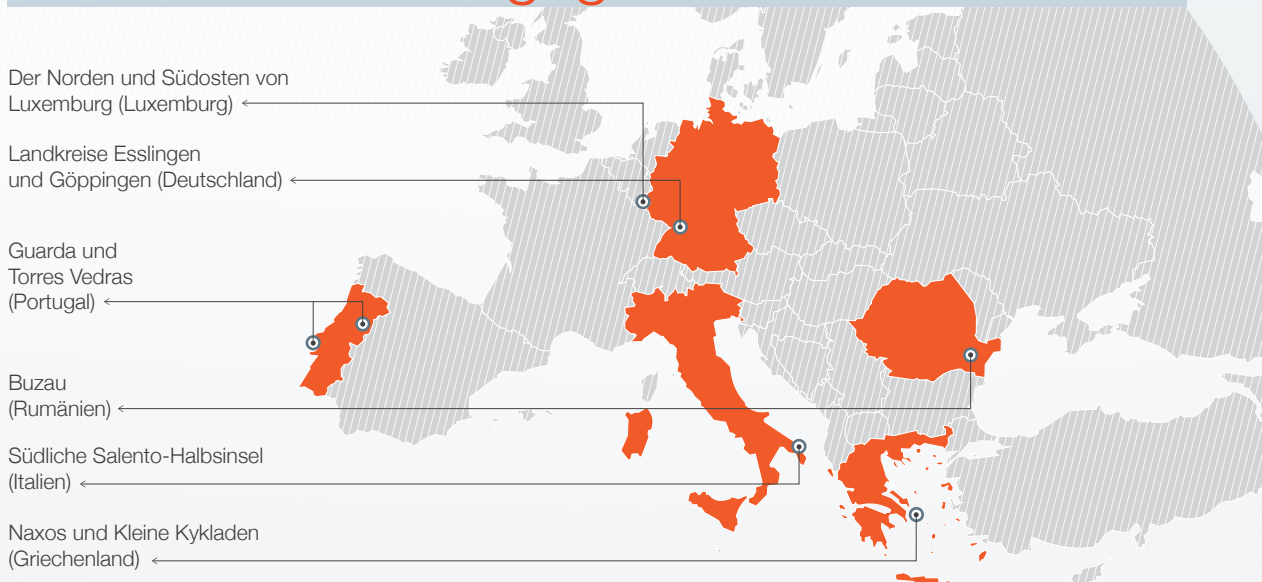 Der Norden und Südosten von
Luxemburg (Luxemburg)
Landkreise Esslingen
und Göppingen (Deutschland)
Guarda und
Torres Vedras
(Portugal)
Buzau
(Rumänien)
Südliche Salento-Halbinsel
(Italien)
Naxos und Kleine Kykladen
(Griechenland)